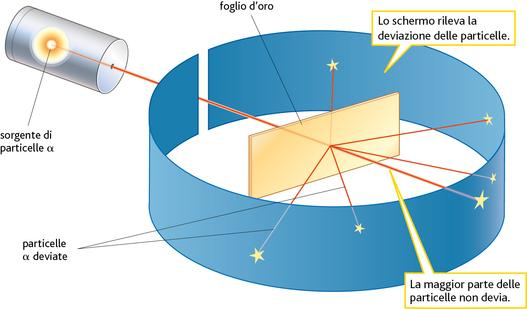 foglio d'oro
Lo schermo rileva la
deviazione delle particelle.
sorgente di
particelle α
particelle
α deviate
La maggior parte delle
particelle non devia.